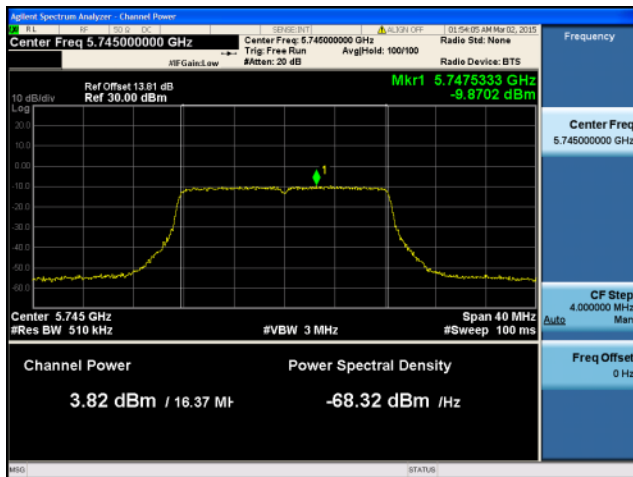 Agilent Spectrum Analyzer - Channel Power
RL RF 50 Ω DC SENSE:INT ALIGN OFF 01:54:05 AM Mar 02, 2015
Center Freq 5.745000000 GHz
Center Freq: 5.745000000 GHz
Radio Std: None
Trig: Free Run Avg|Hold: 100/100
#IFGain:Low
#Atten: 20 dB
Radio Device: BTS
Frequency
Mkr1 5.7475333 GHz
-9.8702 dBm
Ref Offset 13.81 dB
10 dB/div Ref 30.00 dBm
Log
20.0
10.0
0.00
-10.0
-20.0
-30.0
-40.0
-50.0
-60.0
1
Center 5.745 GHz Span 40 MHz
#Res BW 510 kHz #VBW 3 MHz #Sweep 100 ms
Channel Power Power Spectral Density
3.82 dBm / 16.37 MH -68.32 dBm /Hz
Center Freq
5.745000000 GHz
CF Step
4.000000 MHz
Auto Man
Freq Offset
0 Hz
MSG STATUS